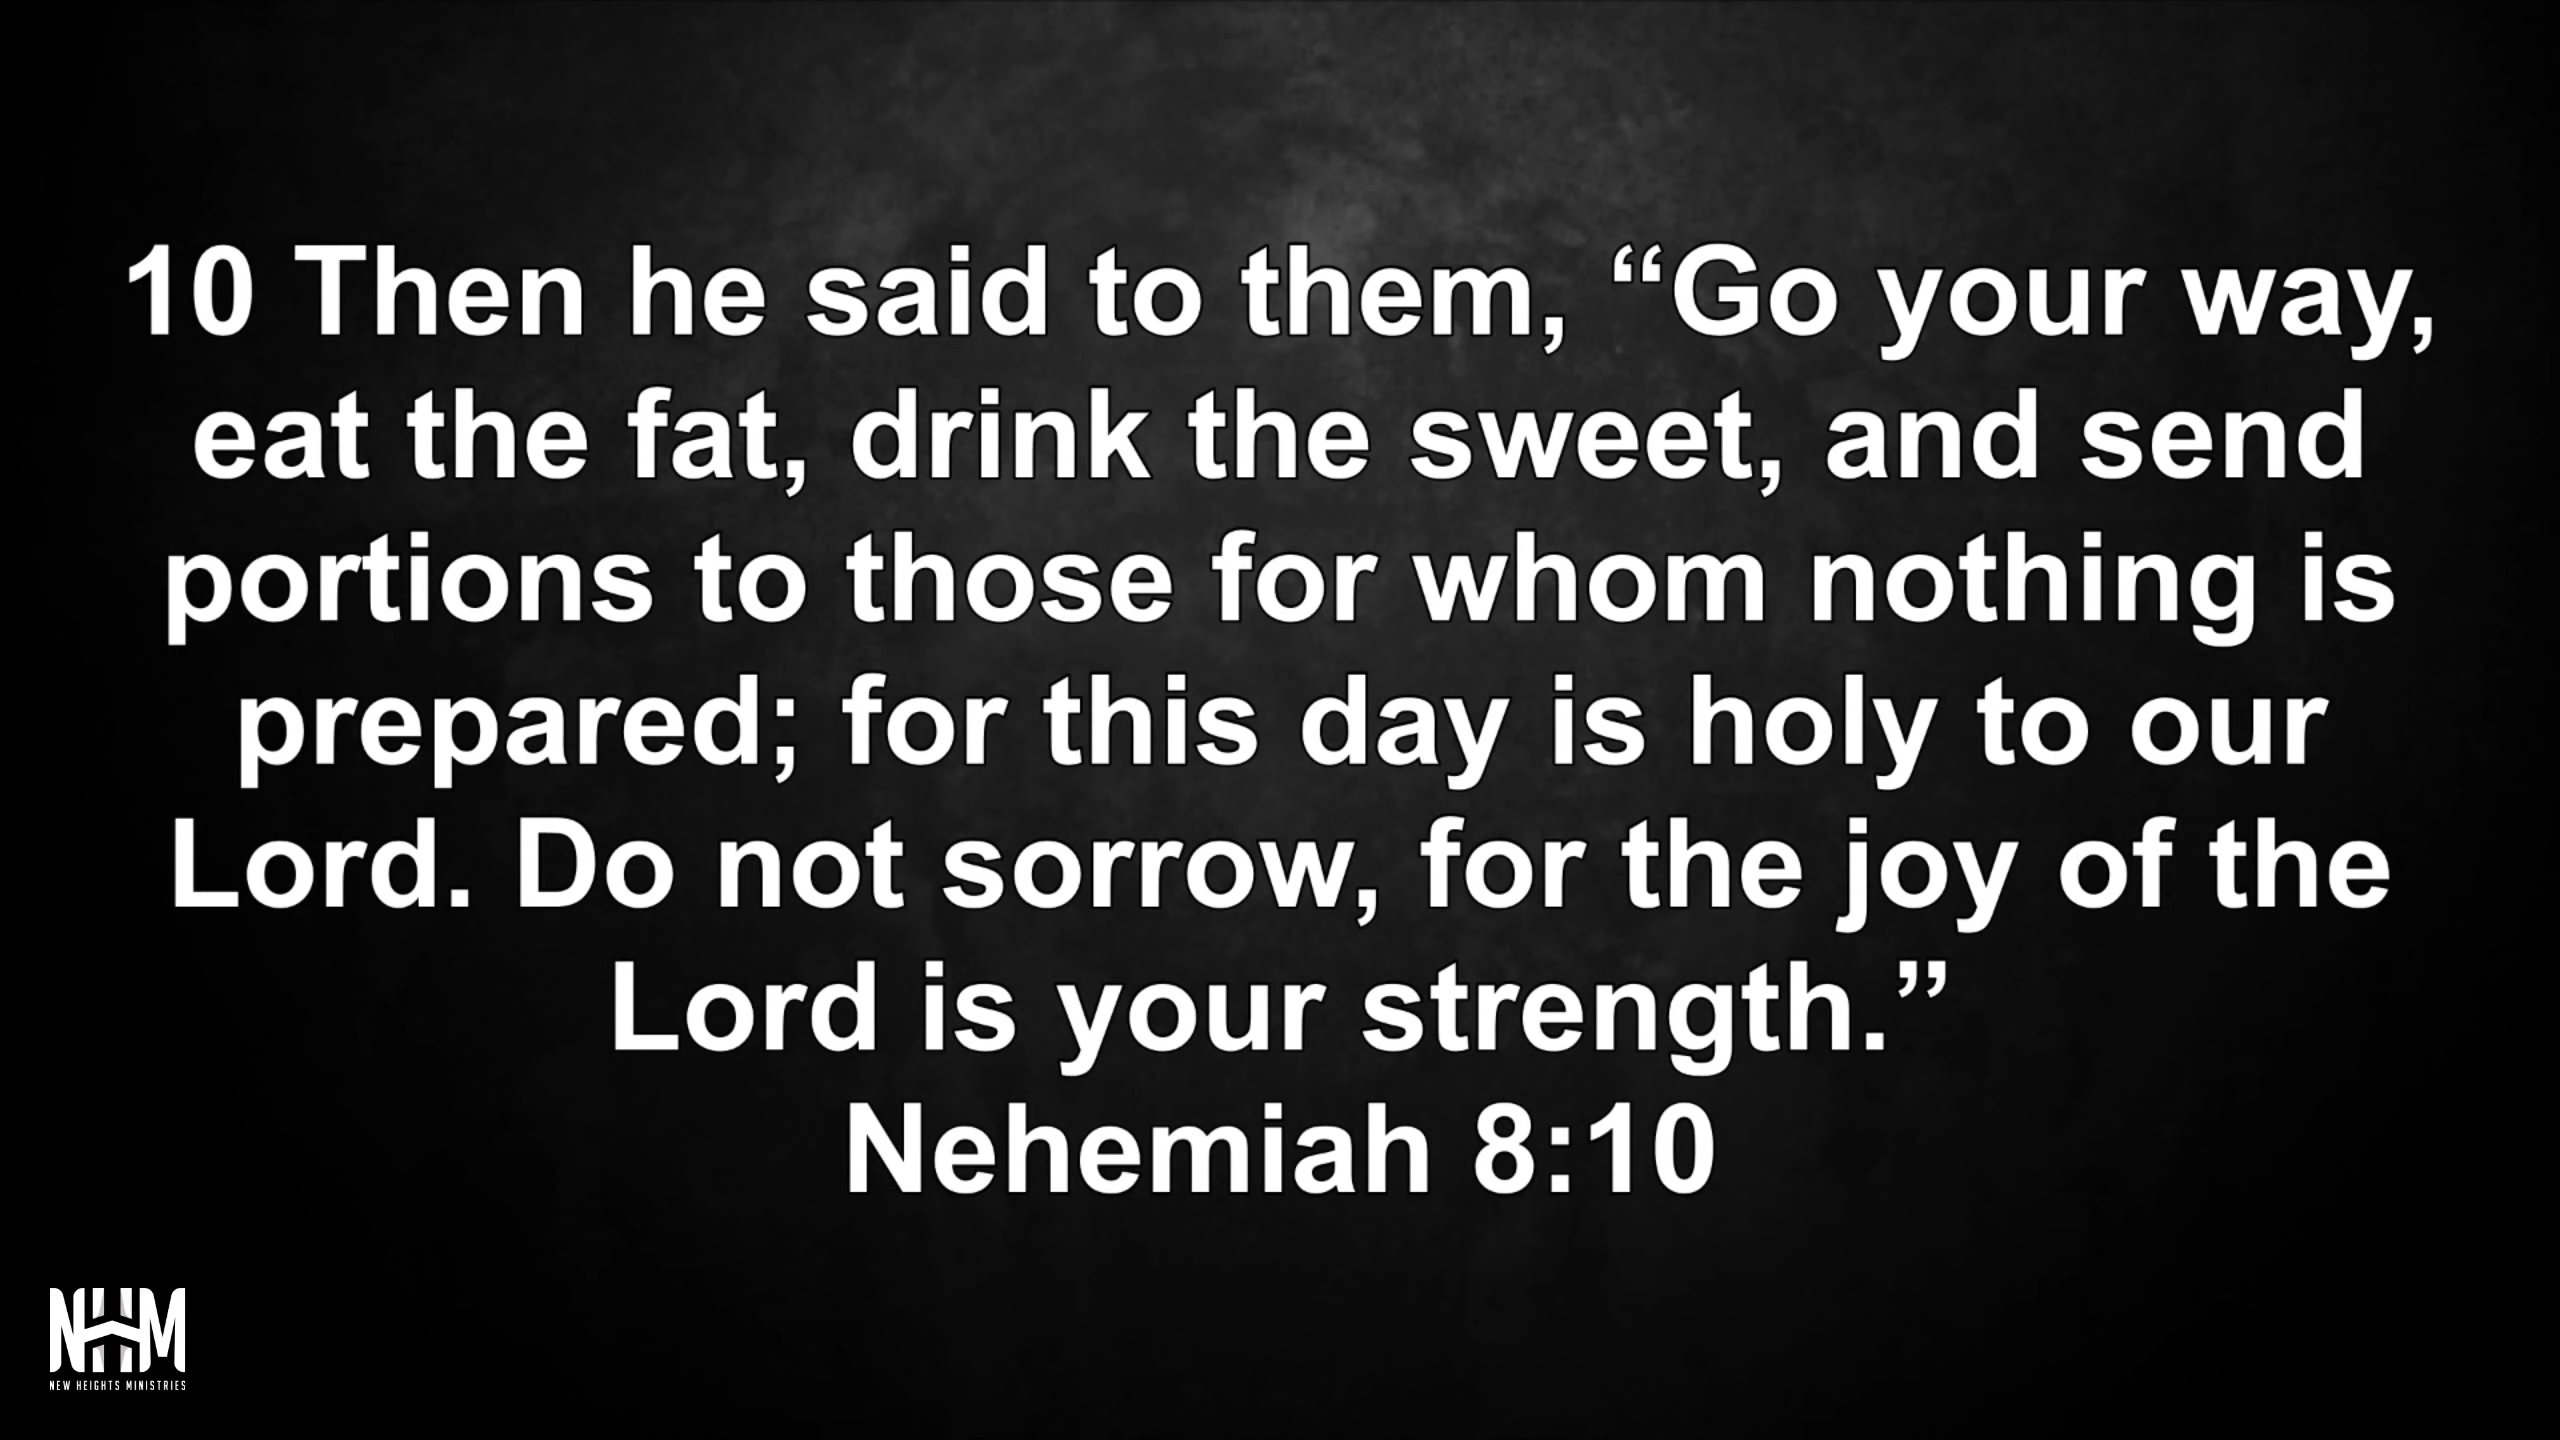 10 Then he said to them, “Go your way,
eat the fat, drink the sweet, and send
portions to those for whom nothing is
prepared; for this day is holy to our
Lord. Do not sorrow, for the joy of the
Lord is your strength.”
Nehemiah 8:10
NHM
NEW HEIGHTS MINISTRIES